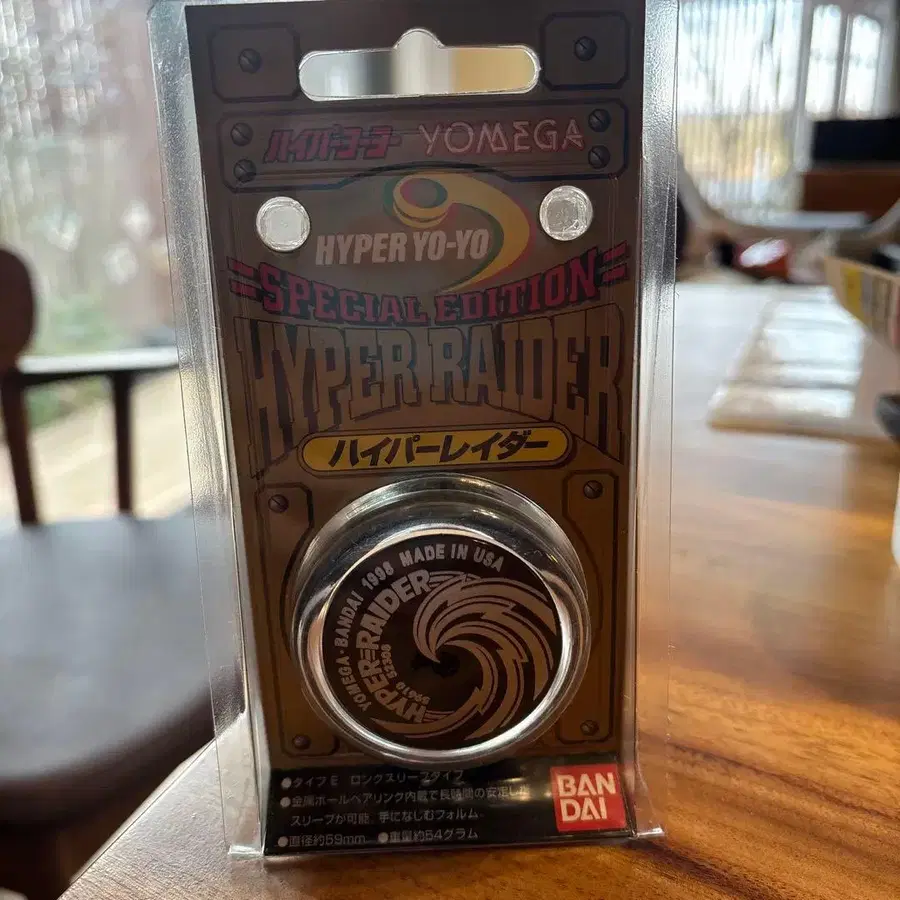 ハイパーヨーヨー YOMEGA
HYPER YO-YO
SPECIAL EDITION
HYPER RAIDER
ハイパーレイダー
YOMEGA・BANDAI 1998 MADE IN USA
HYPER=RAIDER
●タイプE ロングスリープタイプ
●金属ボールベアリング内蔵で長時間の安定した
スリープが可能。手になじむフォルム
●直径約59mm ●重量約54グラム
BAN
DAI